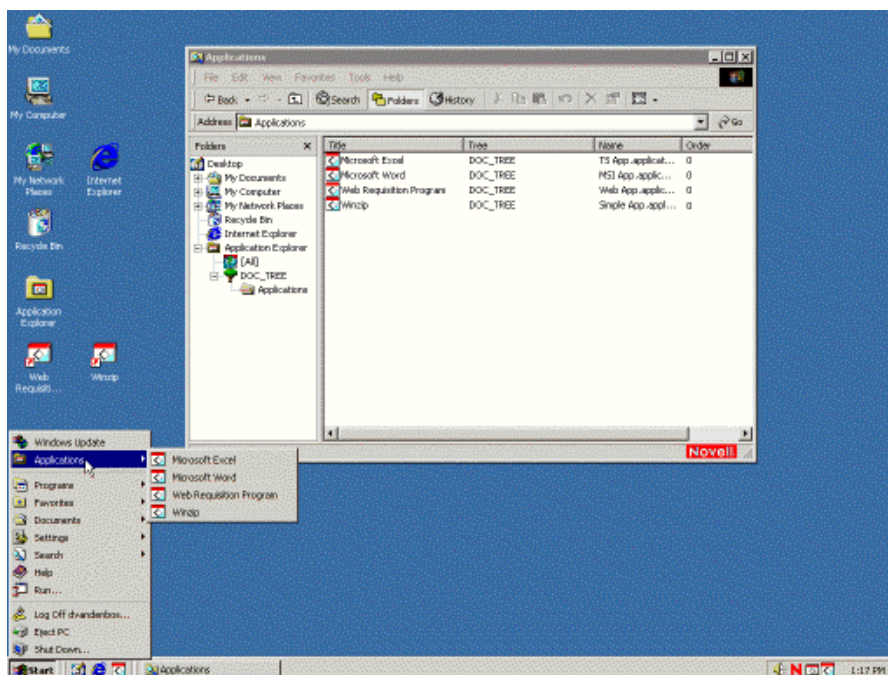 My Documents
My Computer
My Network Places
Internet Explorer
Recycle Bin
Application Explorer
Web Requisiti...
Winzip
Applications
File Edit View Favorites Tools Help
Back Search Folders History
Address Applications Go
Folders
Desktop
My Documents
My Computer
My Network Places
Recycle Bin
Internet Explorer
Application Explorer
[All]
DOC_TREE
Applications
Title Tree Name Order
Microsoft Excel DOC_TREE TS App.applicat... 0
Microsoft Word DOC_TREE MSI App.applic... 0
Web Requisition Program DOC_TREE Web App.applic... 0
Winzip DOC_TREE Simple App.appl... 0
Novell
Windows Update
Applications
Programs
Favorites
Documents
Settings
Search
Help
Run...
Log Off dvandenbos...
Eject PC
Shut Down...
Microsoft Excel
Microsoft Word
Web Requisition Program
Winzip
Start Applications N 1:17 PM